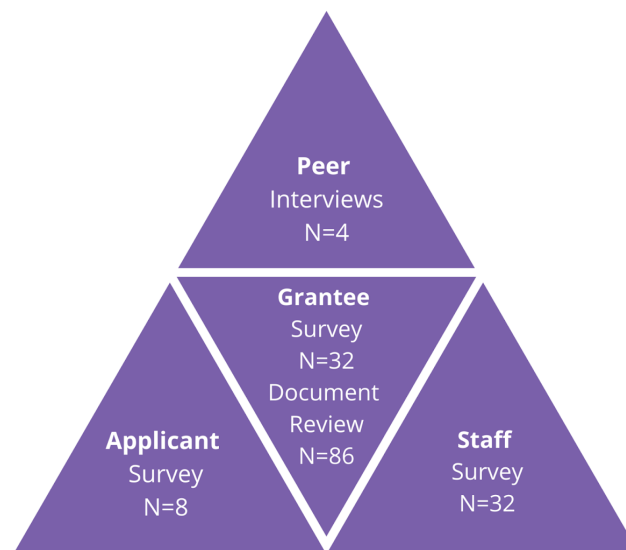 Peer
Interviews
N=4
Grantee
Survey
N=32
Document
Review
N=86
Applicant
Survey
N=8
Staff
Survey
N=32